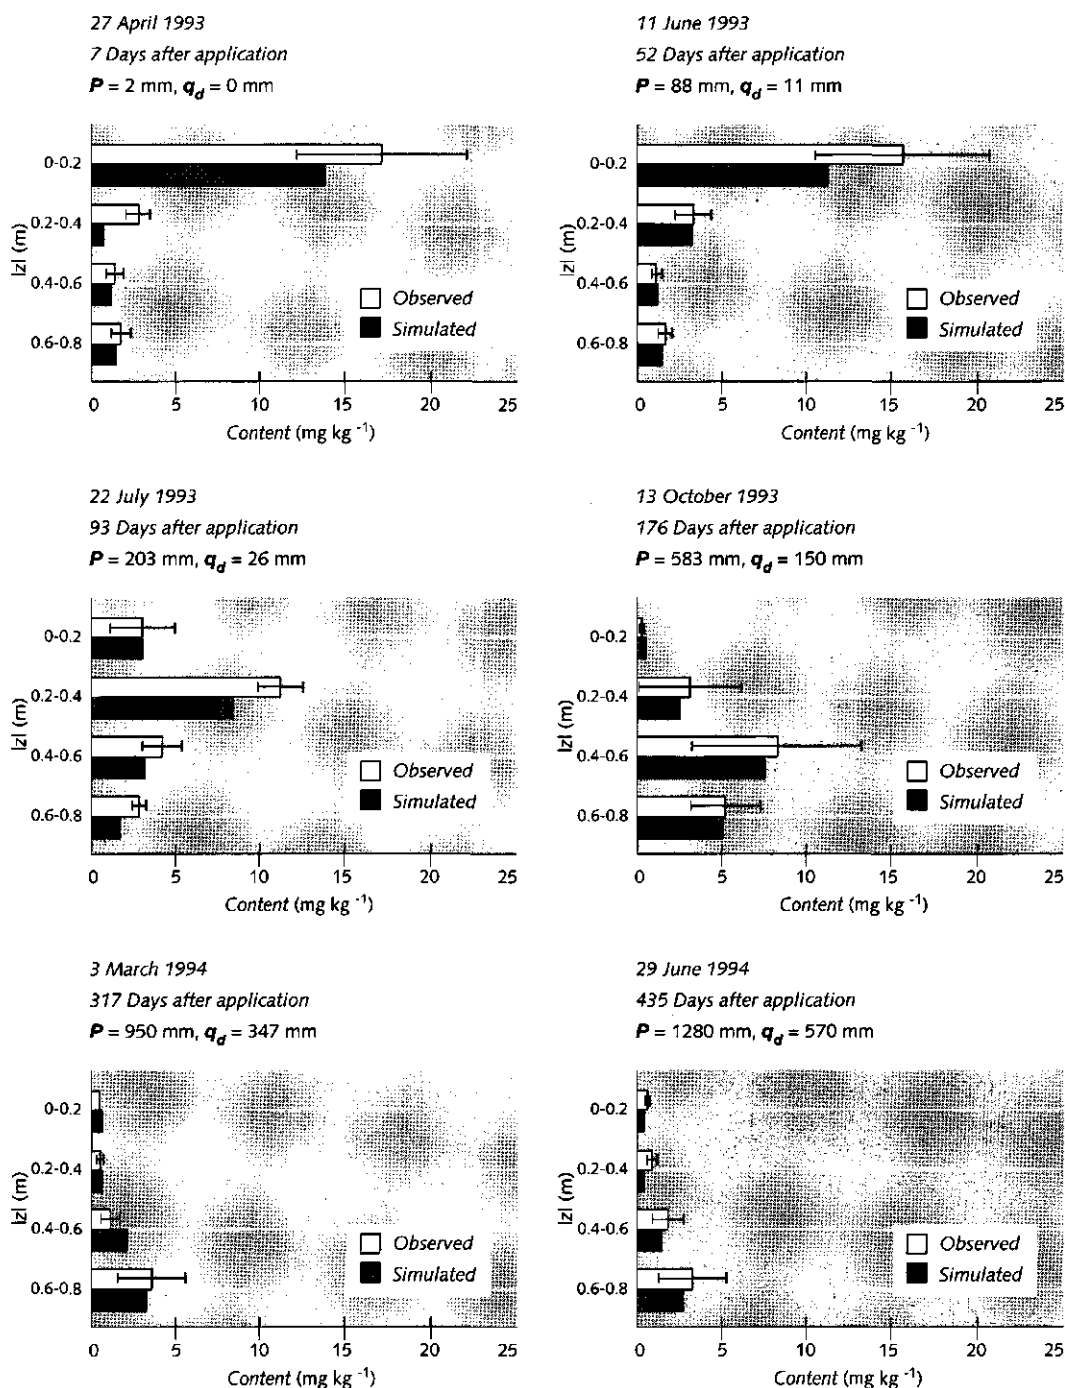 27 April 1993
7 Days after application
P = 2 mm, q_d = 0 mm
0-0.2
0.2-0.4
0.4-0.6
0.6-0.8
|z| (m)
Observed
Simulated
0 5 10 15 20 25
Content (mg kg⁻¹)
11 June 1993
52 Days after application
P = 88 mm, q_d = 11 mm
0-0.2
0.2-0.4
0.4-0.6
0.6-0.8
|z| (m)
Observed
Simulated
0 5 10 15 20 25
Content (mg kg⁻¹)
22 July 1993
93 Days after application
P = 203 mm, q_d = 26 mm
0-0.2
0.2-0.4
0.4-0.6
0.6-0.8
|z| (m)
Observed
Simulated
0 5 10 15 20 25
Content (mg kg⁻¹)
13 October 1993
176 Days after application
P = 583 mm, q_d = 150 mm
0-0.2
0.2-0.4
0.4-0.6
0.6-0.8
|z| (m)
Observed
Simulated
0 5 10 15 20 25
Content (mg kg⁻¹)
3 March 1994
317 Days after application
P = 950 mm, q_d = 347 mm
0-0.2
0.2-0.4
0.4-0.6
0.6-0.8
|z| (m)
Observed
Simulated
0 5 10 15 20 25
Content (mg kg⁻¹)
29 June 1994
435 Days after application
P = 1280 mm, q_d = 570 mm
0-0.2
0.2-0.4
0.4-0.6
0.6-0.8
|z| (m)
Observed
Simulated
0 5 10 15 20 25
Content (mg kg⁻¹)